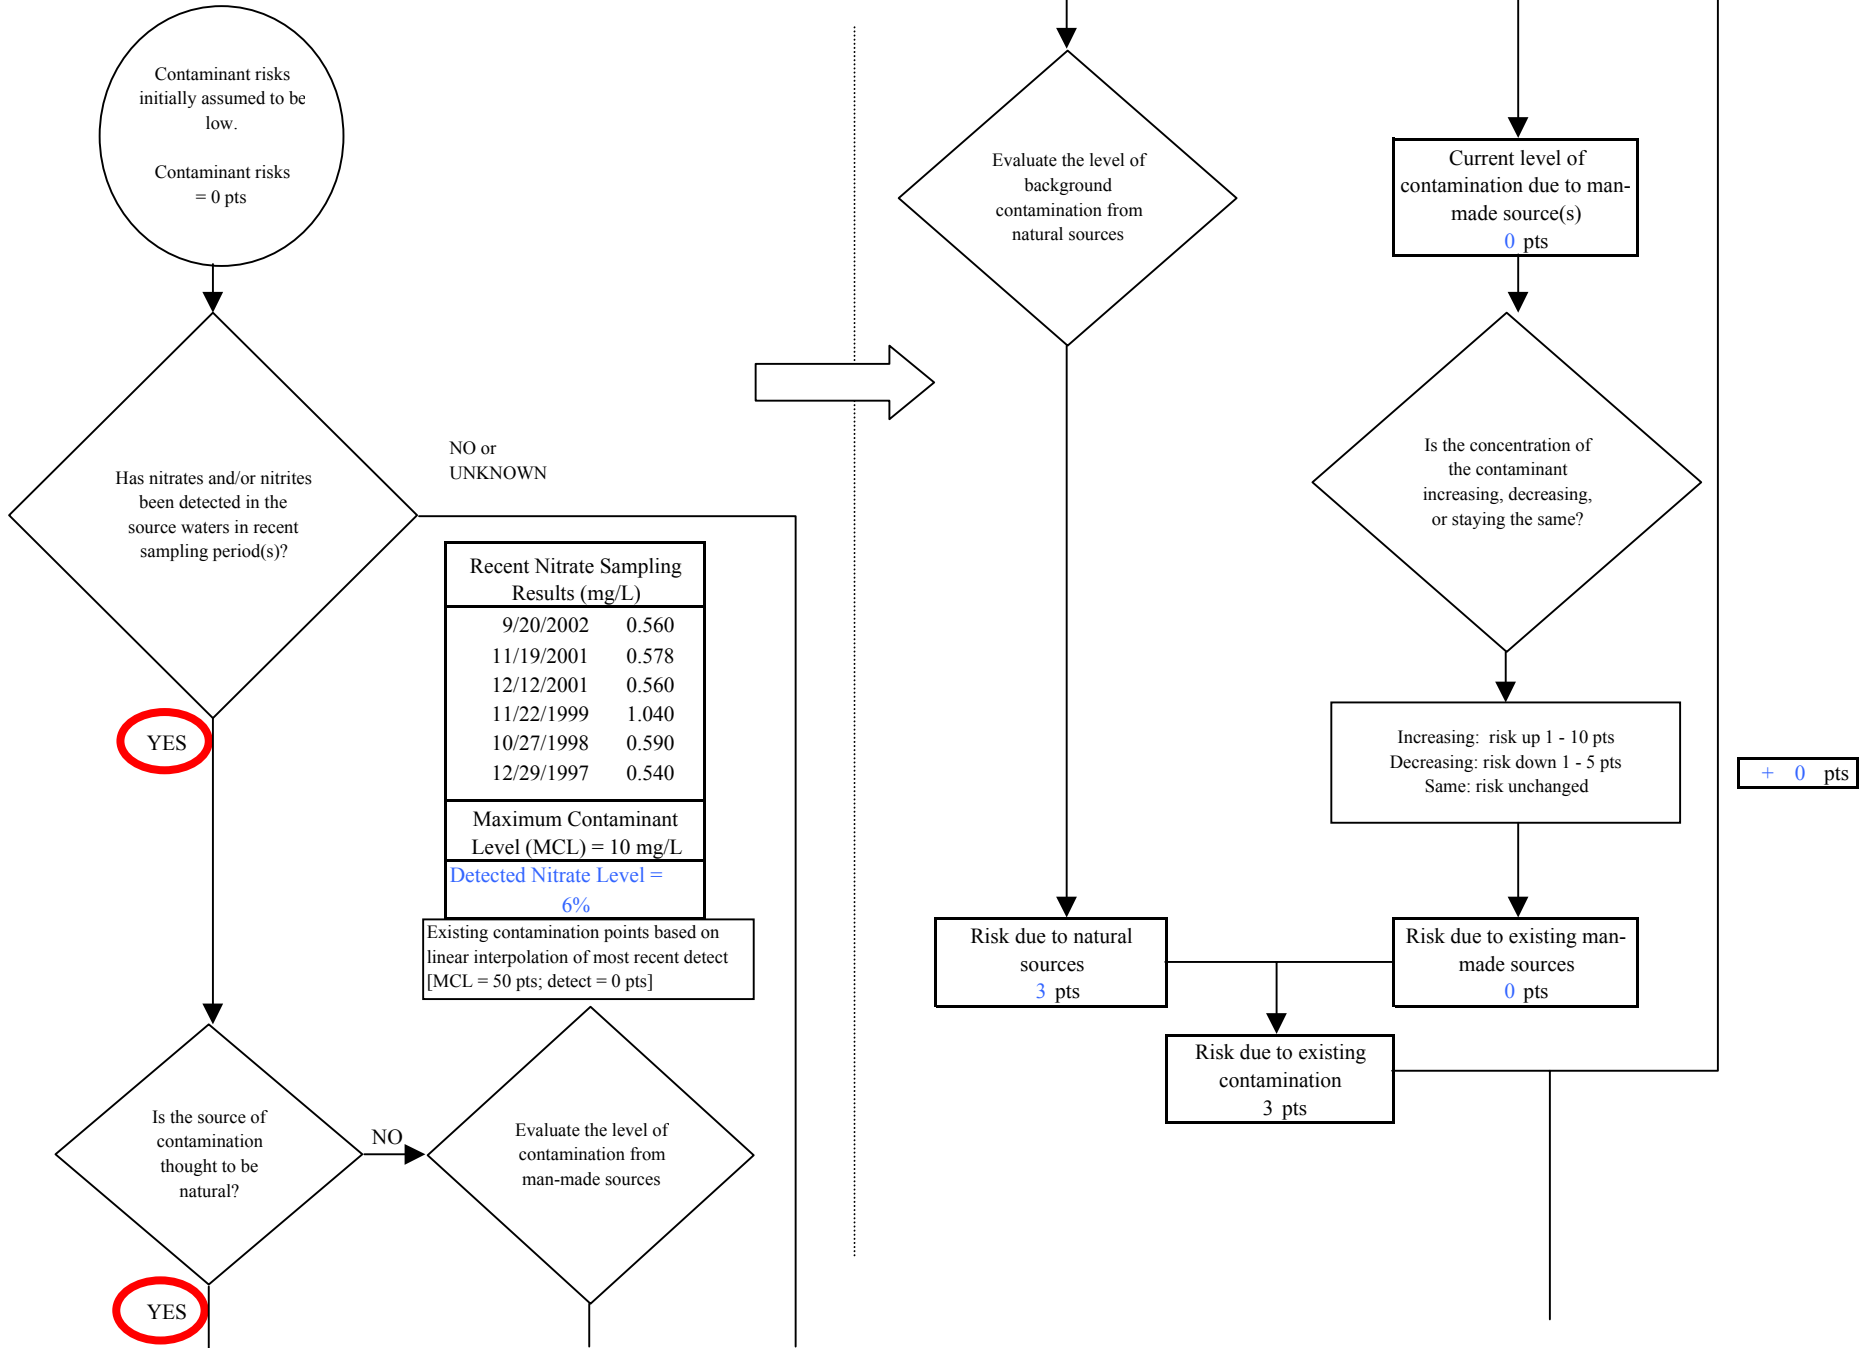 Contaminant risks
initially assumed to be
low.
Contaminant risks
= 0 pts
Has nitrates and/or nitrites
been detected in the
source waters in recent
sampling period(s)?
NO or
UNKNOWN
YES
Recent Nitrate Sampling
Results (mg/L)
9/20/2002 0.560
11/19/2001 0.578
12/12/2001 0.560
11/22/1999 1.040
10/27/1998 0.590
12/29/1997 0.540
Maximum Contaminant
Level (MCL) = 10 mg/L
Detected Nitrate Level =
6%
Existing contamination points based on
linear interpolation of most recent detect
[MCL = 50 pts; detect = 0 pts]
Is the source of
contamination
thought to be
natural?
NO
Evaluate the level of
contamination from
man-made sources
YES
Evaluate the level of
background
contamination from
natural sources
Current level of
contamination due to man-
made source(s)
0 pts
Is the concentration of
the contaminant
increasing, decreasing,
or staying the same?
Increasing: risk up 1 - 10 pts
Decreasing: risk down 1 - 5 pts
Same: risk unchanged
+ 0 pts
Risk due to natural
sources
3 pts
Risk due to existing man-
made sources
0 pts
Risk due to existing
contamination
3 pts